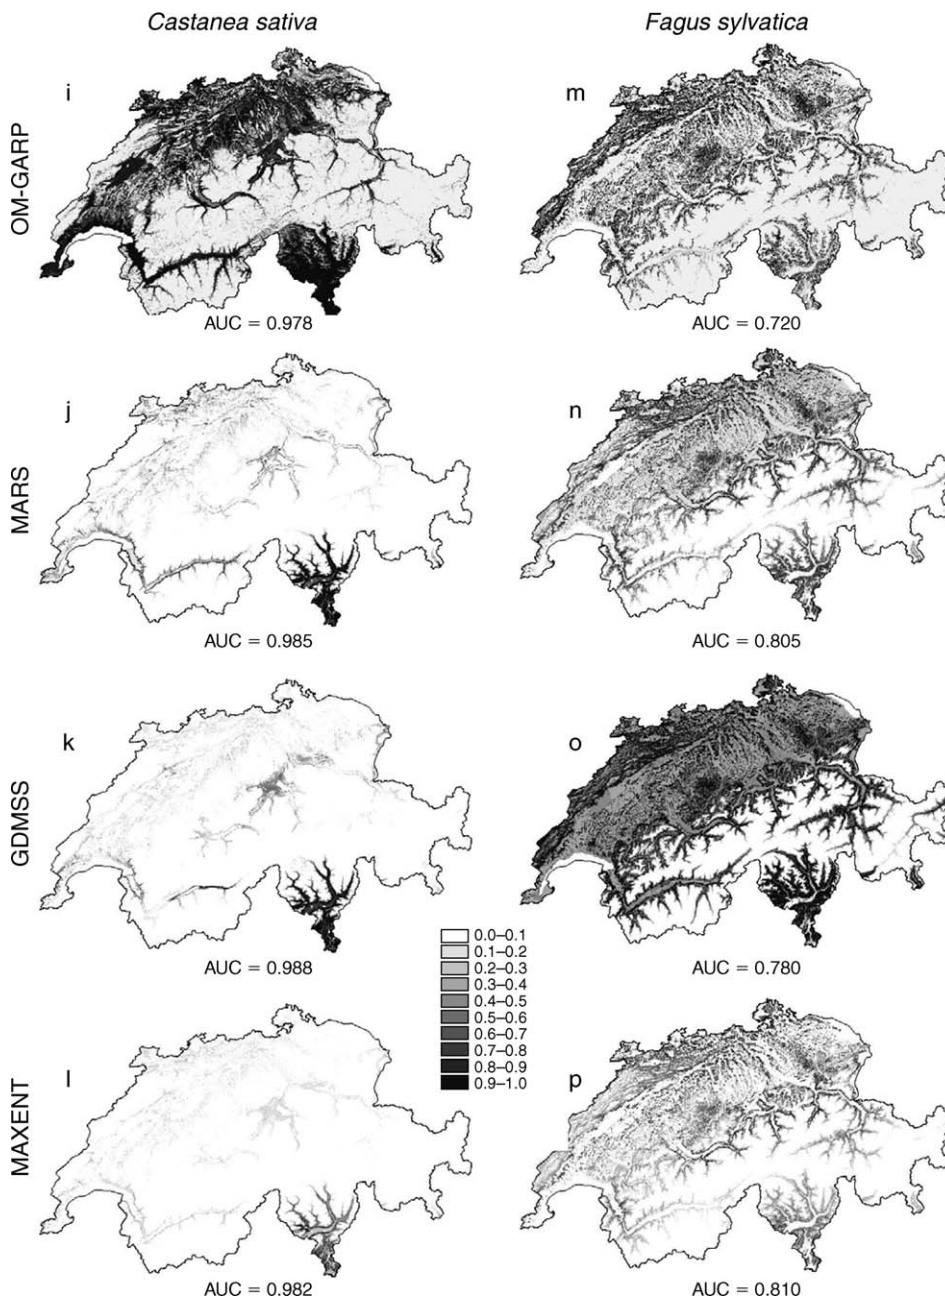 Castanea sativa
Fagus sylvatica
OM-GARP
i
m
AUC = 0.978
AUC = 0.720
MARS
j
n
AUC = 0.985
AUC = 0.805
GDMSS
k
o
AUC = 0.988
AUC = 0.780
0.0–0.1
0.1–0.2
0.2–0.3
0.3–0.4
0.4–0.5
0.5–0.6
0.6–0.7
0.7–0.8
0.8–0.9
0.9–1.0
MAXENT
l
p
AUC = 0.982
AUC = 0.810